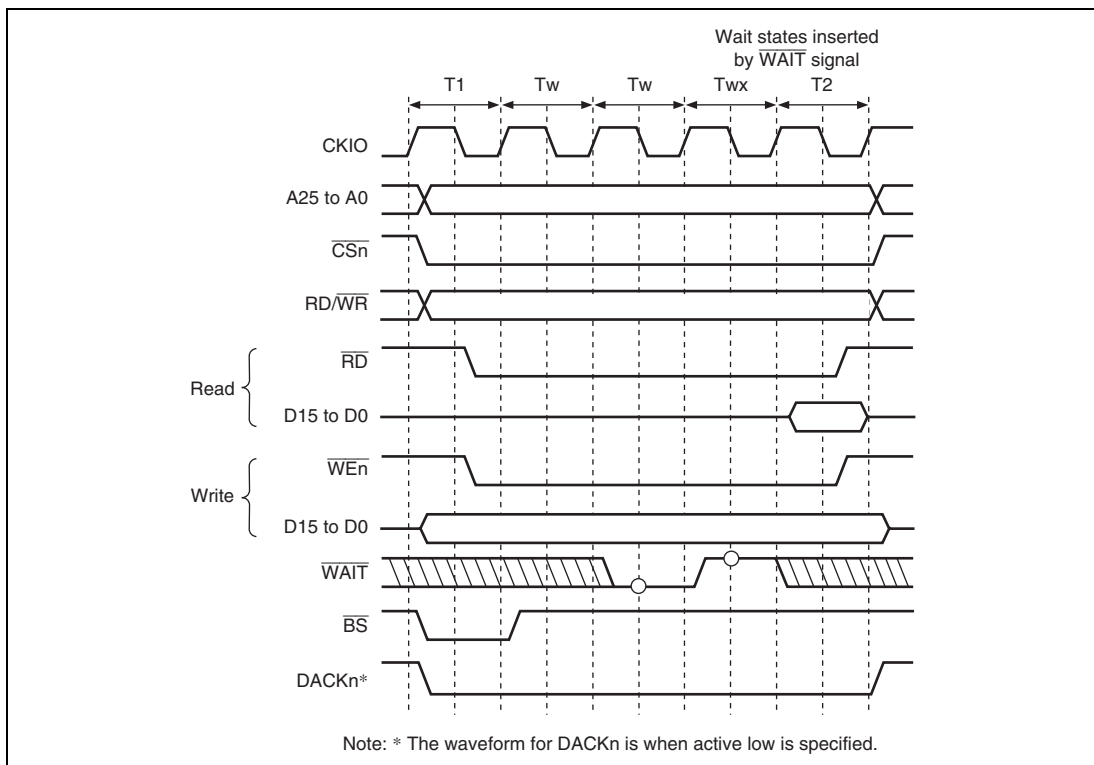 Wait states inserted
by WAIT signal
T1 Tw Tw Twx T2
CKIO
A25 to A0
CSn
RD/WR
Read
RD
D15 to D0
Write
WEn
D15 to D0
WAIT
BS
DACKn*
Note: * The waveform for DACKn is when active low is specified.